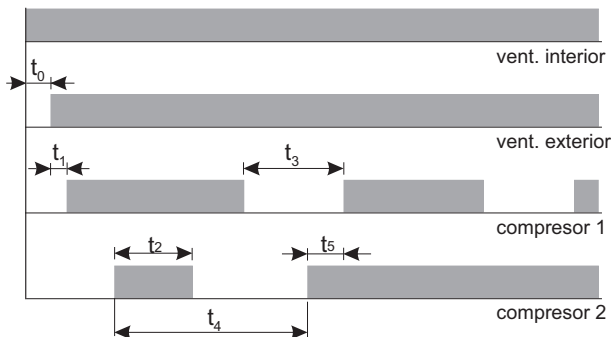 vent. interior
t0
vent. exterior
t1
t3
compresor 1
t2
t5
t4
compresor 2